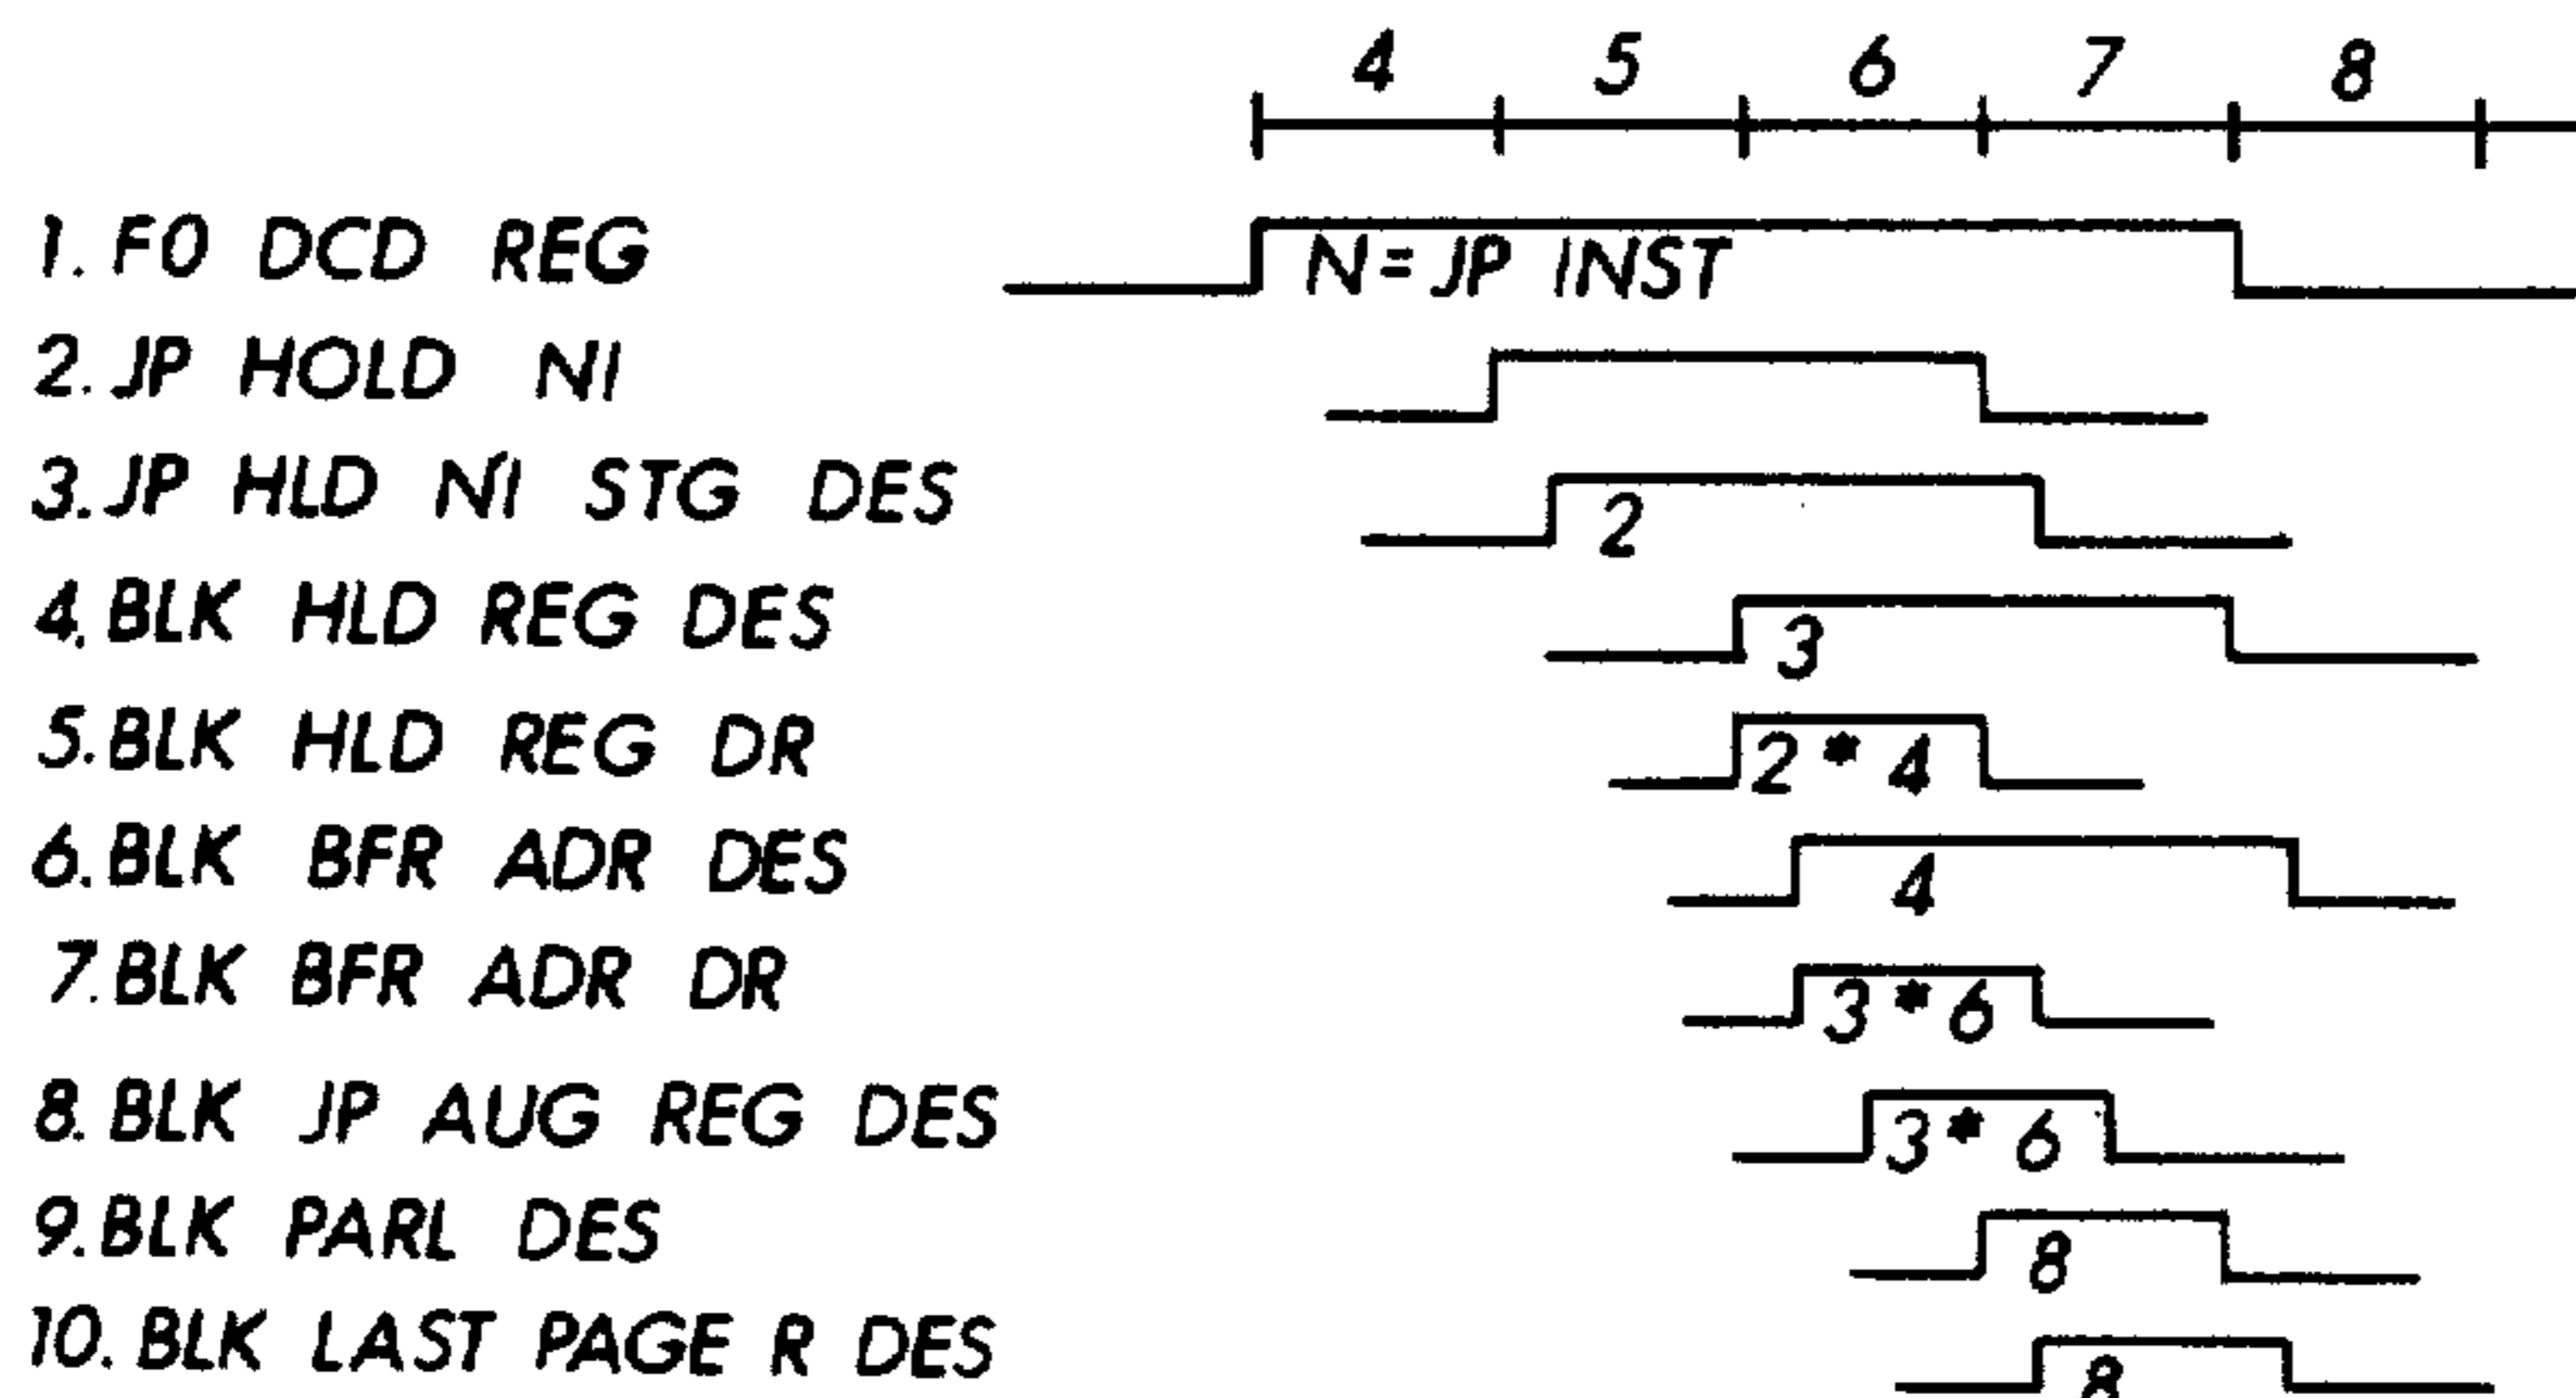 4 5 6 7 8
1. FO DCD REG N=JP INST
2. JP HOLD NI
3. JP HLD NI STG DES 2
4. BLK HLD REG DES 3
5. BLK HLD REG DR 2 * 4
6. BLK BFR ADR DES 4
7. BLK BFR ADR DR 3 * 6
8. BLK JP AUG REG DES 3 * 6
9. BLK PARL DES 8
10. BLK LAST PAGE R DES 8